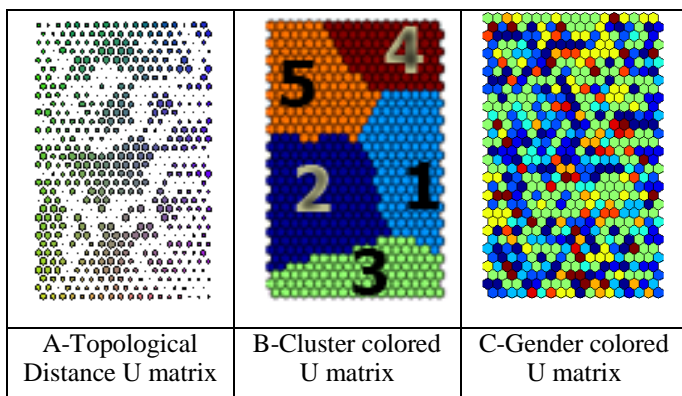 4
5
2
1
3
A-Topological
Distance U matrix
B-Cluster colored
U matrix
C-Gender colored
U matrix